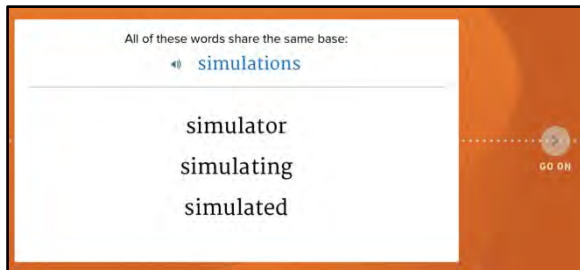 All of these words share the same base:
simulations
simulator
simulating
simulated
GO ON